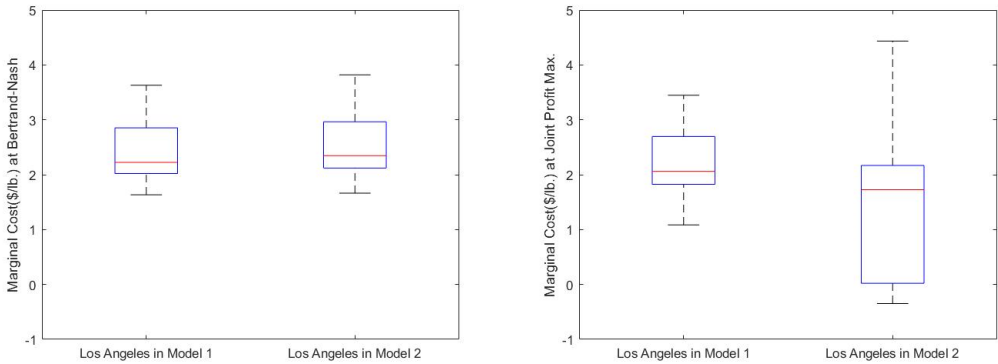 Marginal Cost($/lb.) at Bertrand-Nash
5
4
3
2
1
0
-1
Los Angeles in Model 1
Los Angeles in Model 2
Marginal Cost($/lb.) at Joint Profit Max.
5
4
3
2
1
0
-1
Los Angeles in Model 1
Los Angeles in Model 2